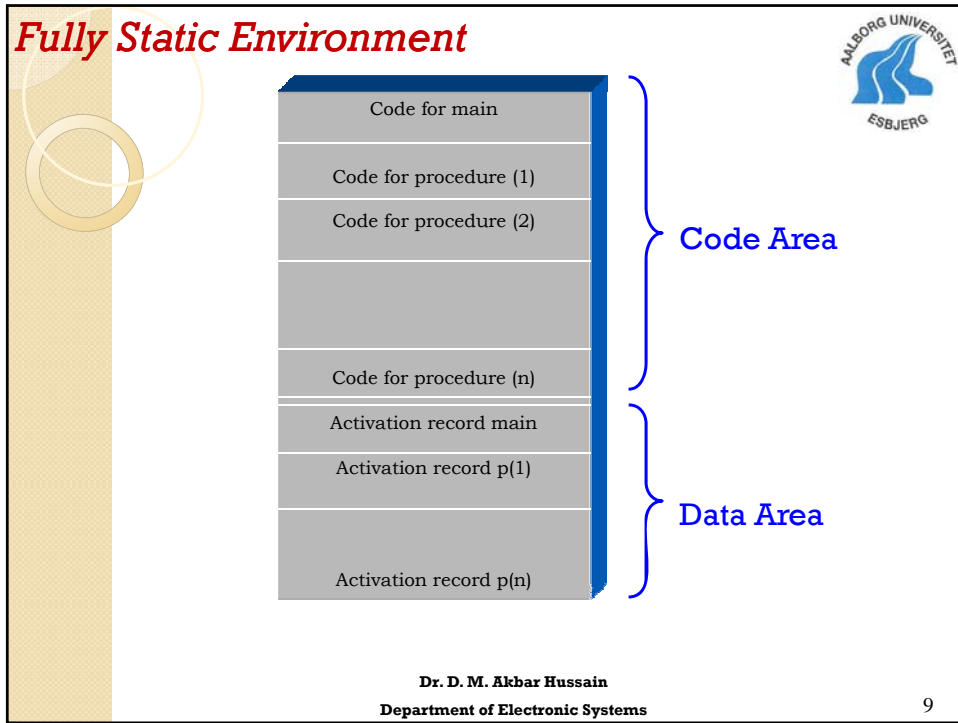 Fully Static Environment
AALBORG UNIVERSITET
ESBJERG
Code for main
Code for procedure (1)
Code for procedure (2)
Code for procedure (n)
Code Area
Activation record main
Activation record p(1)
Activation record p(n)
Data Area
Dr. D. M. Akbar Hussain
Department of Electronic Systems
9